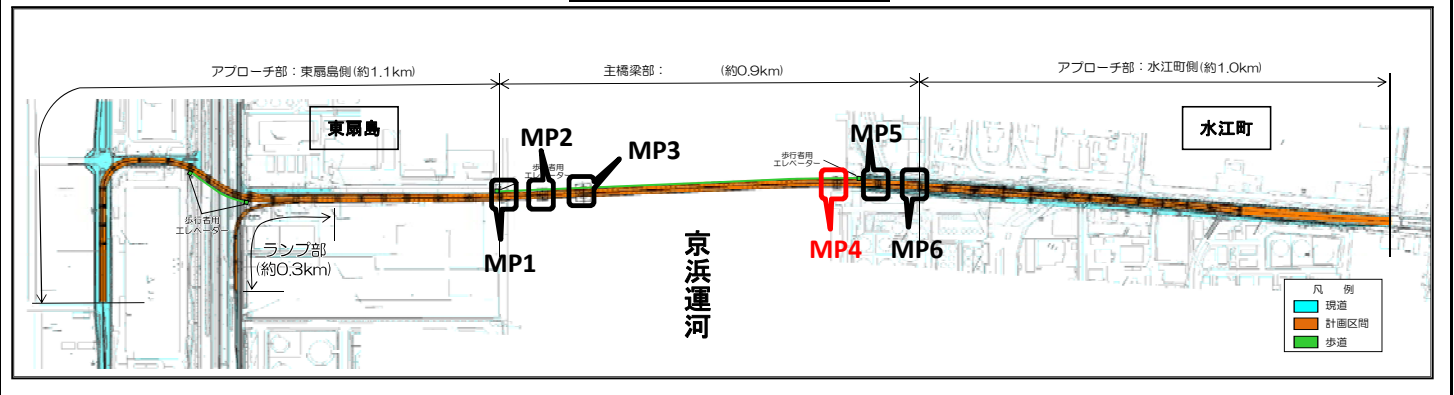 アプローチ部：東扇島側(約1.1km)
主橋梁部：　　　(約0.9km)
アプローチ部：水江町側(約1.0km)
東扇島
水江町
MP2
MP3
MP5
歩行者用
エレベーター
歩行者用
エレベーター
歩行者用
エレベーター
ランプ部
(約0.3km)
MP1
MP4
MP6
京浜運河
凡　例
現道
計画区間
歩道